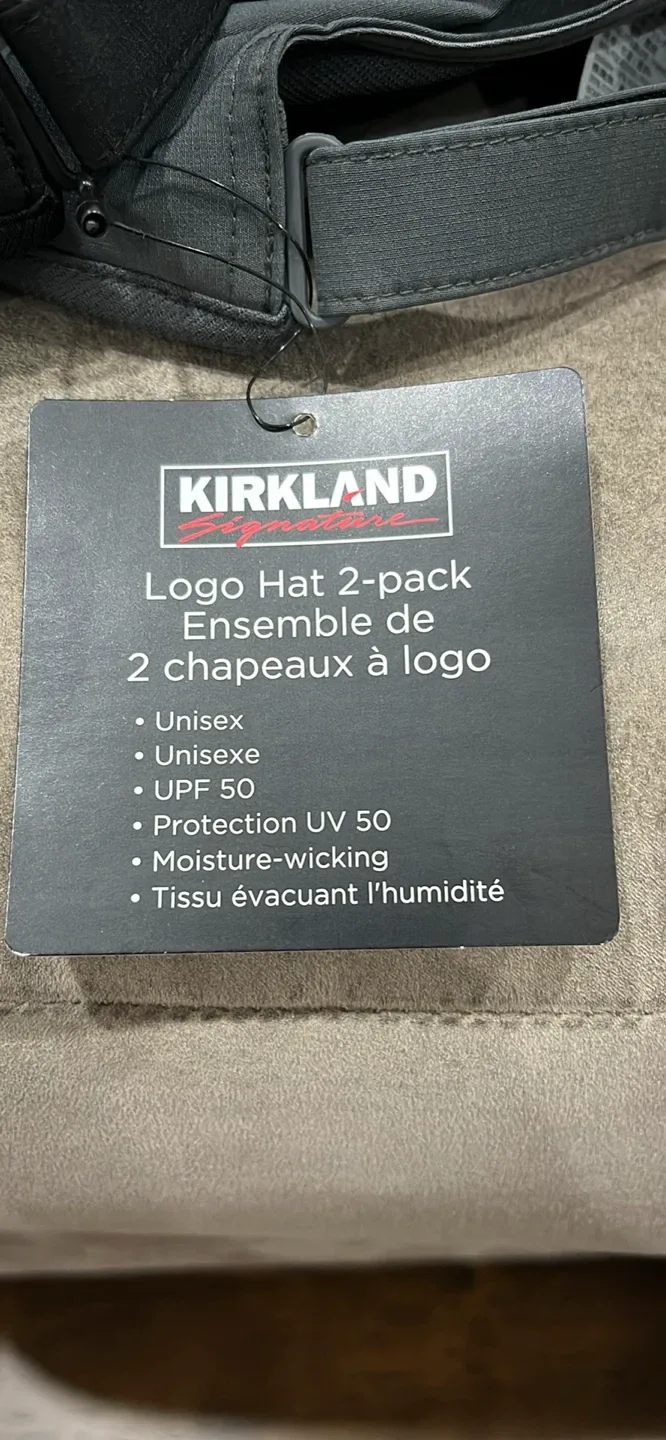 KIRKLAND
Signature
Logo Hat 2-pack
Ensemble de
2 chapeaux à logo
• Unisex
• Unisexe
• UPF 50
• Protection UV 50
• Moisture-wicking
• Tissu évacuant l'humidité